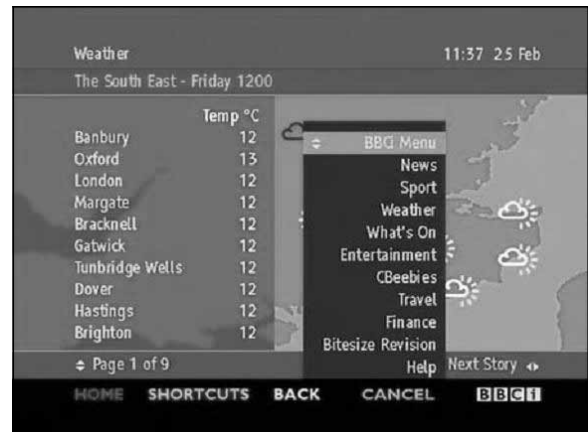 Weather 11:37 25 Feb
The South East - Friday 1200
Temp °C
Banbury 12
Oxford 13
London 12
Margate 12
Bracknell 12
Gatwick 12
Tunbridge Wells 12
Dover 12
Hastings 12
Brighton 12
BBCi Menu
News
Sport
Weather
What's On
Entertainment
CBeebies
Travel
Finance
Bitesize Revision
Help
Page 1 of 9 Next Story
HOME SHORTCUTS BACK CANCEL BBCi